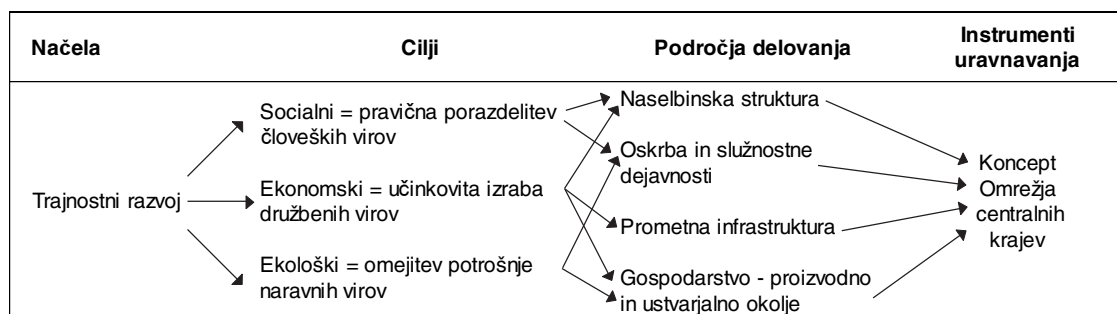 Načela
Cilji
Področja delovanja
Instrumenti
uravnavanja
Trajnostni razvoj
Socialni = pravična porazdelitev
človeških virov
Ekonomski = učinkovita izraba
družbenih virov
Ekološki = omejitev potrošnje
naravnih virov
Naselbinska struktura
Oskrba in služnostne
dejavnosti
Prometna infrastruktura
Gospodarstvo - proizvodno
in ustvarjalno okolje
Koncept
Omrežja
centralnih
krajev